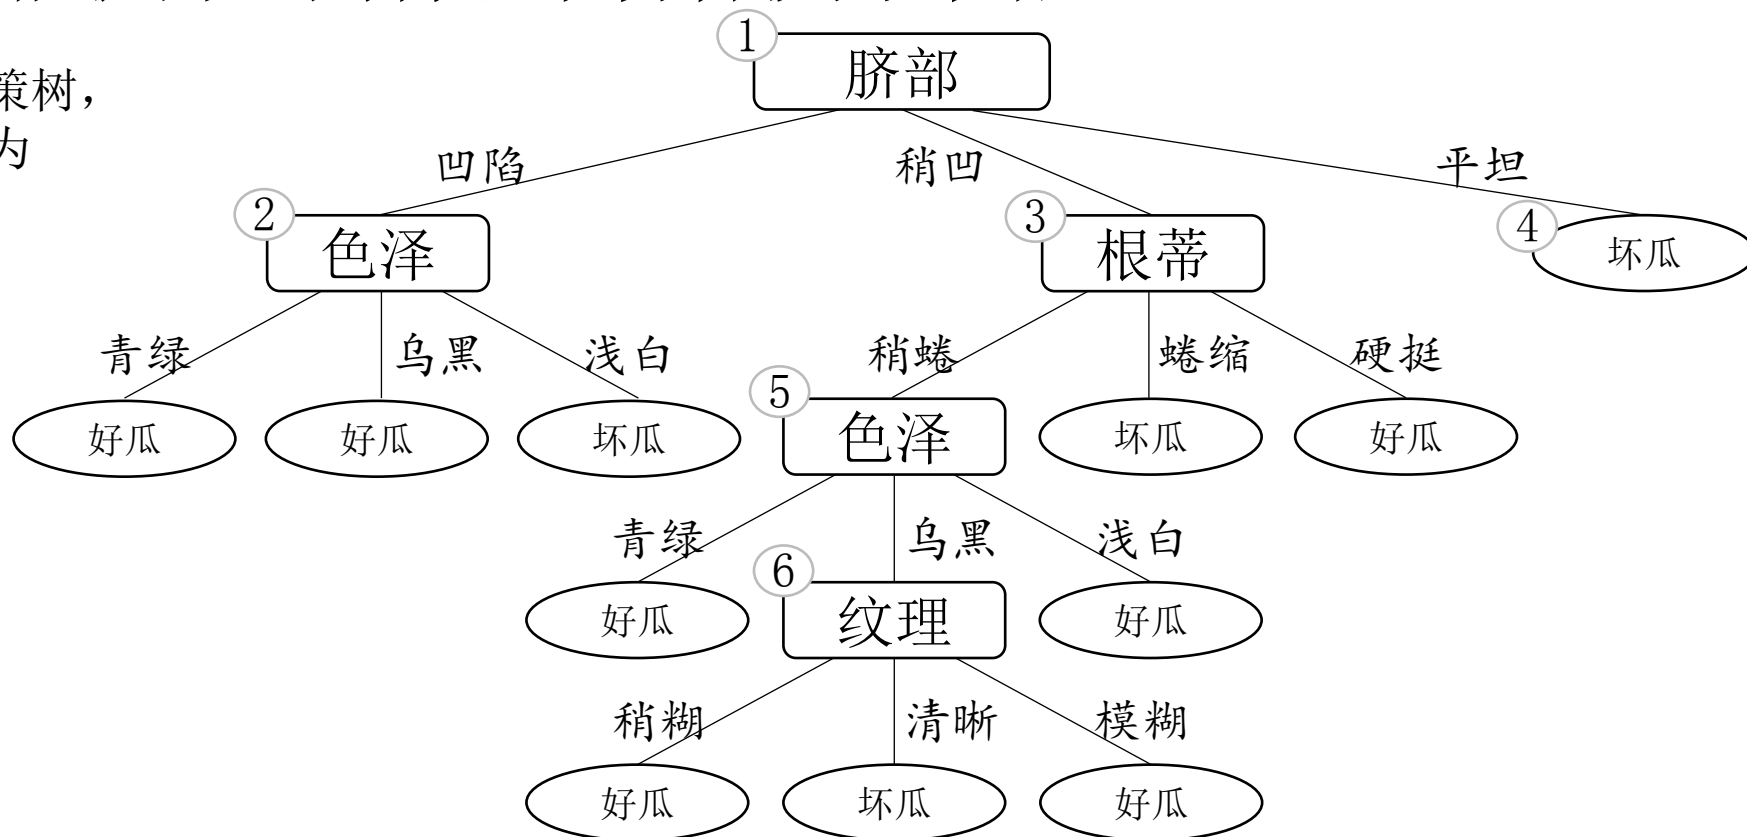 策树，
为
1
脐部
凹陷
稍凹
平坦
2
色泽
3
根蒂
4
坏瓜
青绿
乌黑
浅白
稍蜷
蜷缩
硬挺
好瓜
好瓜
坏瓜
5
色泽
坏瓜
好瓜
青绿
乌黑
浅白
好瓜
6
纹理
好瓜
稍糊
清晰
模糊
好瓜
坏瓜
好瓜